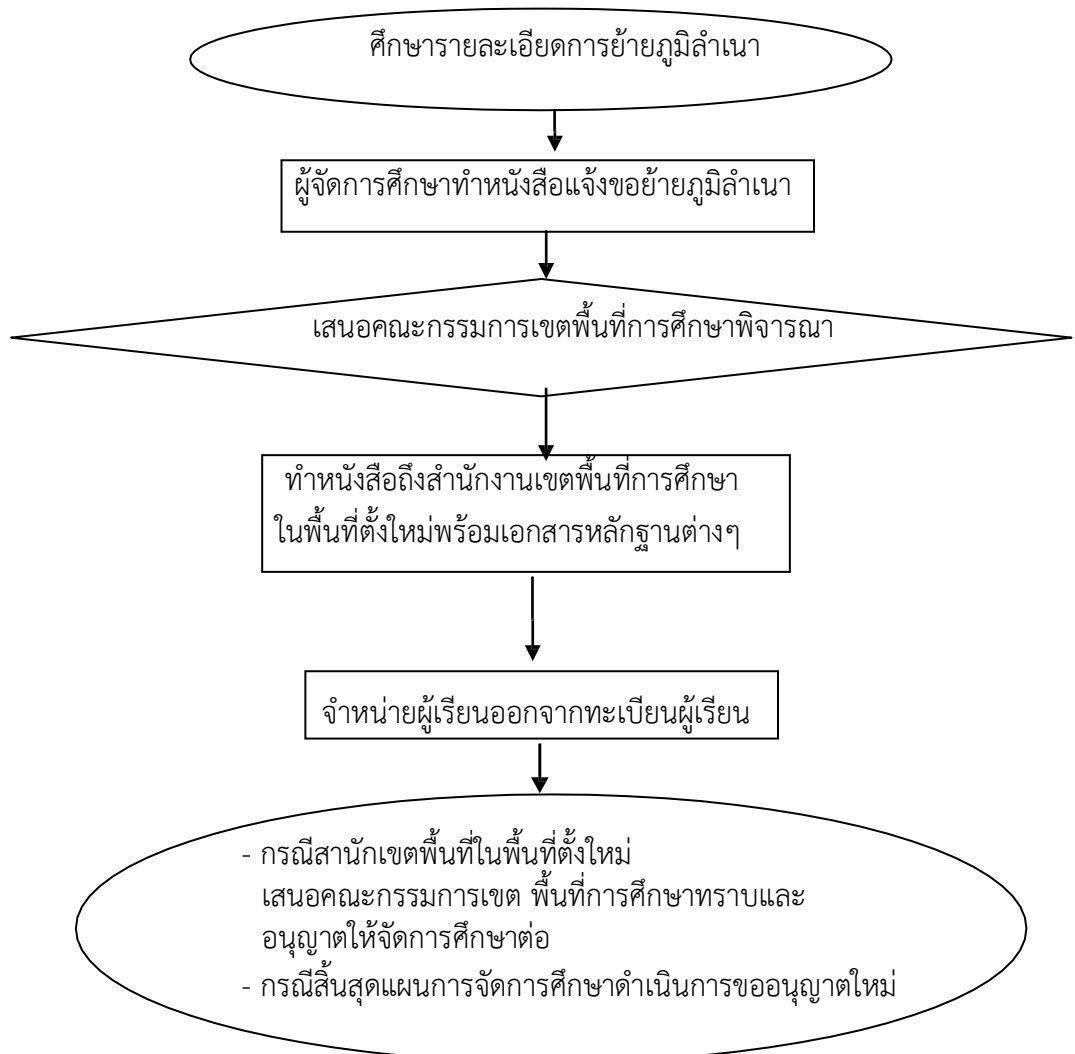 ศึกษารายละเอียดการย้ายภูมิลำเนา
ผู้จัดการศึกษาทำหนังสือแจ้งขอย้ายภูมิลำเนา
เสนอคณะกรรมการเขตพื้นที่การศึกษาพิจารณา
ทำหนังสือถึงสำนักงานเขตพื้นที่การศึกษา
ในพื้นที่ตั้งใหม่พร้อมเอกสารหลักฐานต่างๆ
จำหน่ายผู้เรียนออกจากทะเบียนผู้เรียน
- กรณีสานักเขตพื้นที่ในพื้นที่ตั้งใหม่
เสนอคณะกรรมการเขต พื้นที่การศึกษาทราบและ
อนุญาตให้จัดการศึกษาต่อ
- กรณีสิ้นสุดแผนการจัดการศึกษาดำเนินการขออนุญาตใหม่